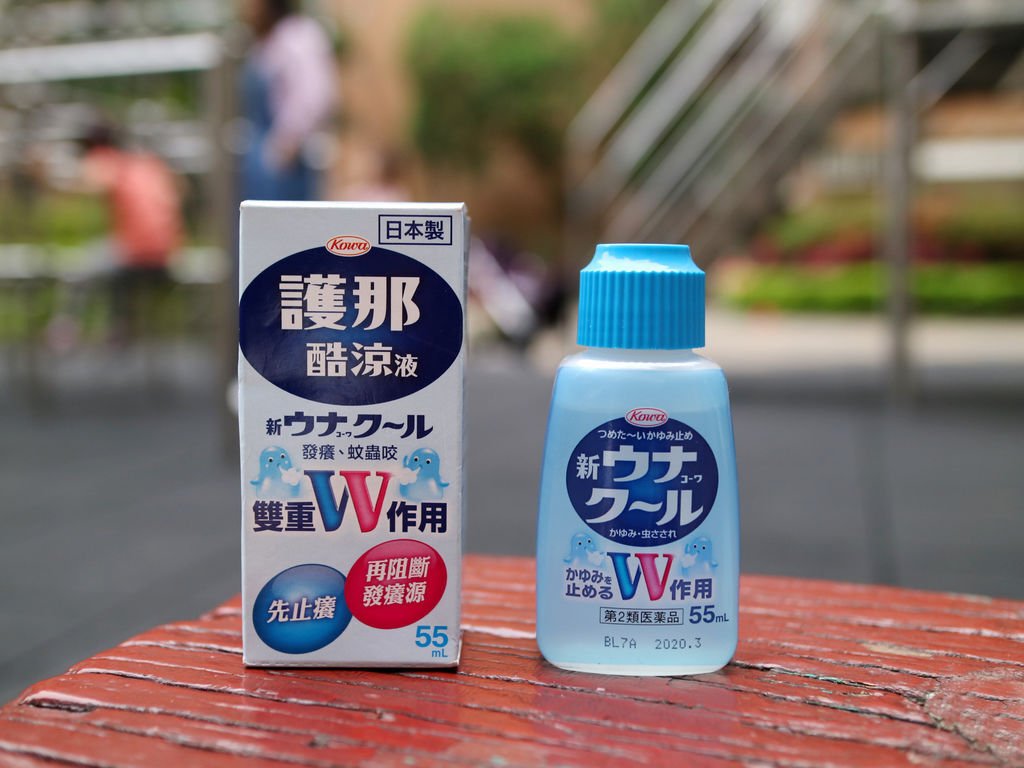 日本製
Kowa
護那
酷涼液
新ウナコーワクール
發癢、蚊蟲咬
雙重W作用
先止癢
再阻斷
發癢源
55
mL
Kowa
つめた～いかゆみ止め
新ウナコーワ
クール
かゆみ・虫さされ
かゆみを
止める
W作用
第2類医薬品 55mL
BL7A 2020.3